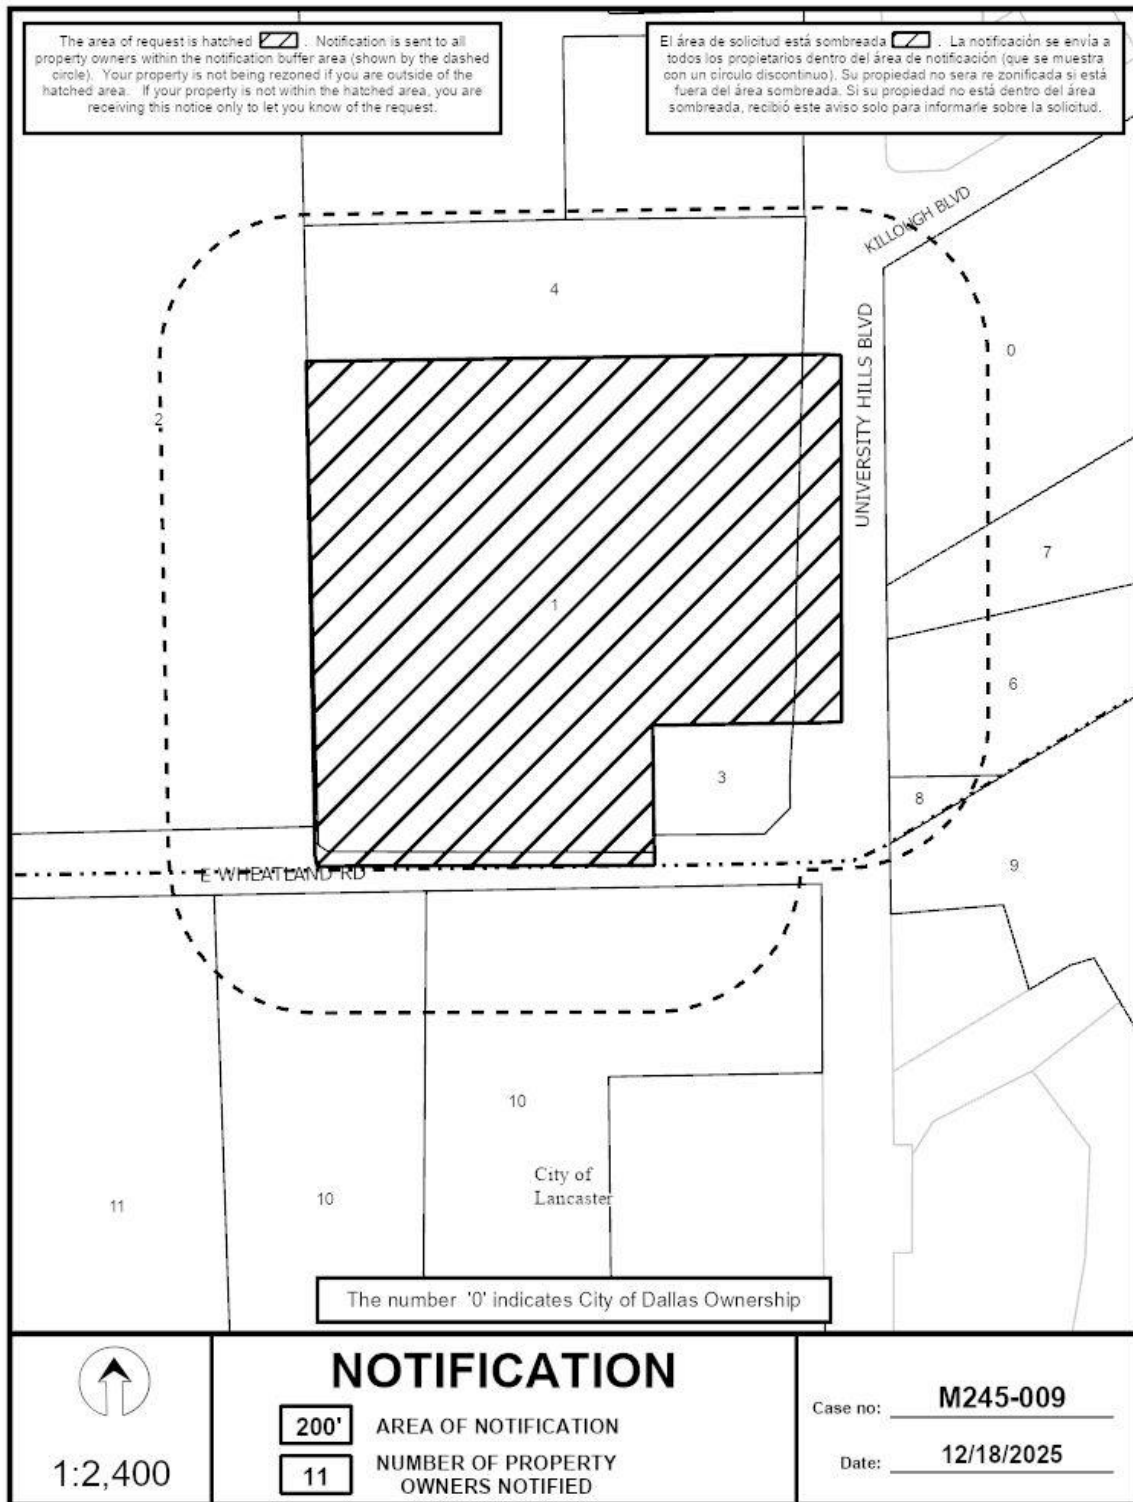 The area of request is hatched . Notification is sent to all
property owners within the notification buffer area (shown by the dashed
circle). Your property is not being rezoned if you are outside of the
hatched area. If your property is not within the hatched area, you are
receiving this notice only to let you know of the request.
El área de solicitud está sombreada . La notificación se envía a
todos los propietarios dentro del área de notificación (que se muestra
con un círculo discontinuo). Su propiedad no sera re zonificada si está
fuera del área sombreada. Si su propiedad no está dentro del área
sombreada, recibió este aviso solo para informarle sobre la solicitud.
KILLOUGH BLVD
4
UNIVERSITY HILLS BLVD
0
2
7
1
6
3
8
E WHEATLAND RD
9
10
City of
Lancaster
10
11
The number '0' indicates City of Dallas Ownership
1:2,400
NOTIFICATION
200' AREA OF NOTIFICATION
11 NUMBER OF PROPERTY
OWNERS NOTIFIED
Case no: M245-009
Date: 12/18/2025